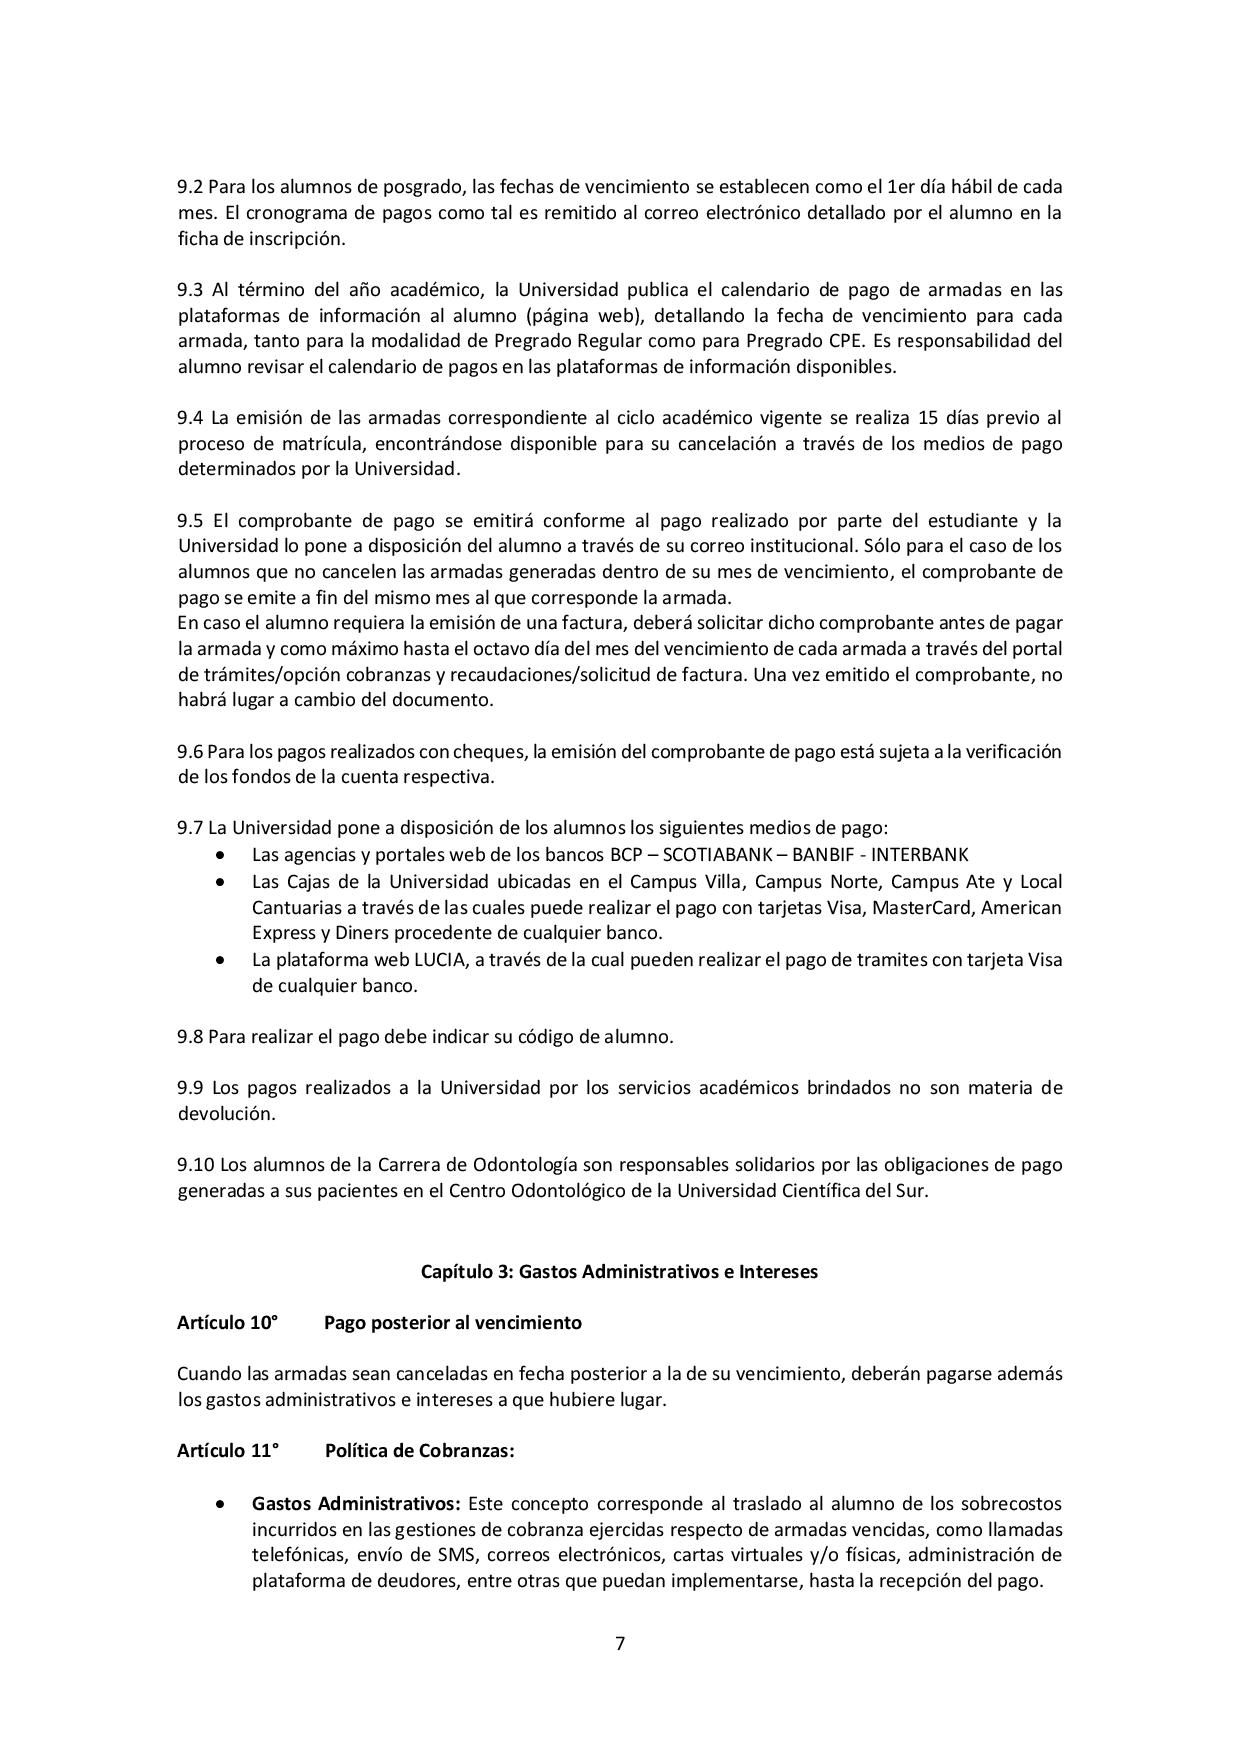 9.2 Para los alumnos de posgrado, las fechas de vencimiento se establecen como el 1er día hábil de cada
mes. El cronograma de pagos como tal es remitido al correo electrónico detallado por el alumno en la
ficha de inscripción.
9.3 Al término del año académico, la Universidad publica el calendario de pago de armadas en las
plataformas de información al alumno (página web), detallando la fecha de vencimiento para cada
armada, tanto para la modalidad de Pregrado Regular como para Pregrado CPE. Es responsabilidad del
alumno revisar el calendario de pagos en las plataformas de información disponibles.
9.4 La emisión de las armadas correspondiente al ciclo académico vigente se realiza 15 días previo al
proceso de matrícula, encontrándose disponible para su cancelación a través de los medios de pago
determinados por la Universidad.
9.5 El comprobante de pago se emitirá conforme al pago realizado por parte del estudiante y la
Universidad lo pone a disposición del alumno a través de su correo institucional. Sólo para el caso de los
alumnos que no cancelen las armadas generadas dentro de su mes de vencimiento, el comprobante de
pago se emite a fin del mismo mes al que corresponde la armada.
En caso el alumno requiera la emisión de una factura, deberá solicitar dicho comprobante antes de pagar
la armada y como máximo hasta el octavo día del mes del vencimiento de cada armada a través del portal
de trámites/opción cobranzas y recaudaciones/solicitud de factura. Una vez emitido el comprobante, no
habrá lugar a cambio del documento.
9.6 Para los pagos realizados con cheques, la emisión del comprobante de pago está sujeta a la verificación
de los fondos de la cuenta respectiva.
9.7 La Universidad pone a disposición de los alumnos los siguientes medios de pago:
• Las agencias y portales web de los bancos BCP – SCOTIABANK – BANBIF - INTERBANK
• Las Cajas de la Universidad ubicadas en el Campus Villa, Campus Norte, Campus Ate y Local
Cantuarias a través de las cuales puede realizar el pago con tarjetas Visa, MasterCard, American
Express y Diners procedente de cualquier banco.
• La plataforma web LUCIA, a través de la cual pueden realizar el pago de tramites con tarjeta Visa
de cualquier banco.
9.8 Para realizar el pago debe indicar su código de alumno.
9.9 Los pagos realizados a la Universidad por los servicios académicos brindados no son materia de
devolución.
9.10 Los alumnos de la Carrera de Odontología son responsables solidarios por las obligaciones de pago
generadas a sus pacientes en el Centro Odontológico de la Universidad Científica del Sur.
Capítulo 3: Gastos Administrativos e Intereses
Artículo 10° Pago posterior al vencimiento
Cuando las armadas sean canceladas en fecha posterior a la de su vencimiento, deberán pagarse además
los gastos administrativos e intereses a que hubiere lugar.
Artículo 11° Política de Cobranzas:
• Gastos Administrativos: Este concepto corresponde al traslado al alumno de los sobrecostos
incurridos en las gestiones de cobranza ejercidas respecto de armadas vencidas, como llamadas
telefónicas, envío de SMS, correos electrónicos, cartas virtuales y/o físicas, administración de
plataforma de deudores, entre otras que puedan implementarse, hasta la recepción del pago.
7